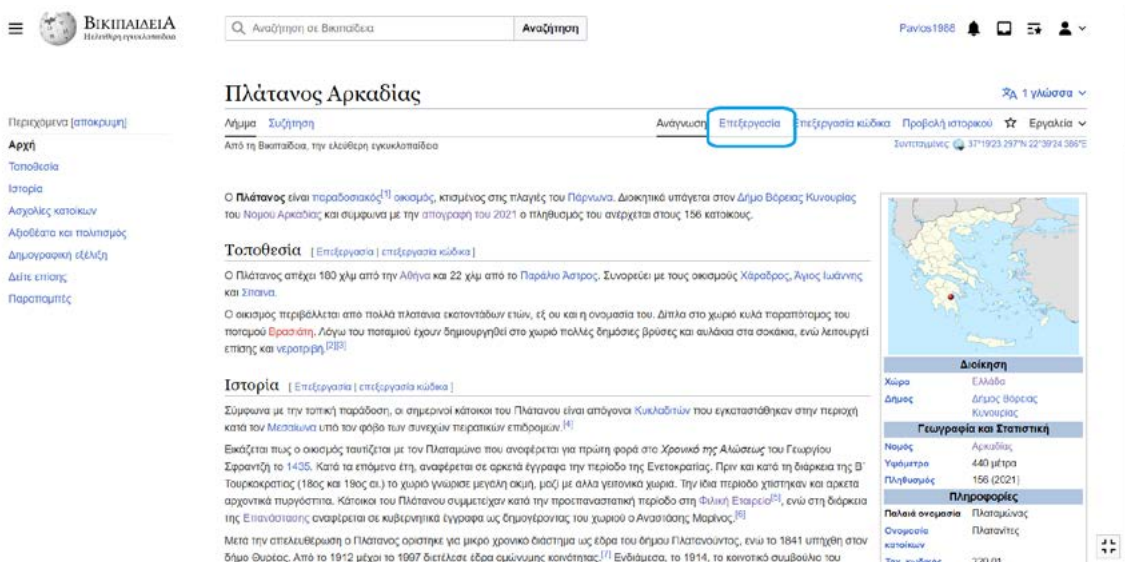 ΒΙΚΙΠΑΙΔΕΙΑ
Η ελεύθερη εγκυκλοπαίδεια
Αναζήτηση σε Βικιπαίδεια
Αναζήτηση
Pavlos1988
Πλάτανος Αρκαδίας
1 γλώσσα
Περιεχόμενα [απόκρυψη]
Αρχή
Τοποθεσία
Ιστορία
Ασχολίες κατοίκων
Αξιοθέατα και πολιτισμός
Δημογραφική εξέλιξη
Δείτε επίσης
Παραπομπές
Λήμμα Συζήτηση
Ανάγνωση Επεξεργασία Επεξεργασία κώδικα Προβολή ιστορικού Εργαλεία
Από τη Βικιπαίδεια, την ελεύθερη εγκυκλοπαίδεια
Συντεταγμένες: 37°19′23.297″N 22°39′24.386″E
Ο Πλάτανος είναι παραδοσιακός[1] οικισμός, κτισμένος στις πλαγιές του Πάρνωνα. Διοικητικά υπάγεται στον Δήμο Βόρειας Κυνουρίας
του Νομού Αρκαδίας και σύμφωνα με την απογραφή του 2021 ο πληθυσμός του ανέρχεται στους 156 κατοίκους.
Τοποθεσία [ Επεξεργασία | επεξεργασία κώδικα ]
Ο Πλάτανος απέχει 180 χλμ από την Αθήνα και 22 χλμ από το Παράλιο Άστρος. Συνορεύει με τους οικισμούς Χάραδρος, Άγιος Ιωάννης
και Σίταινα.
Ο οικισμός περιβάλλεται από πολλά πλατάνια εκατοντάδων ετών, εξ ου και η ονομασία του. Δίπλα στο χωριό κυλά παραπόταμος του
ποταμού Βρασιάτη. Λόγω του ποταμιού έχουν δημιουργηθεί στο χωριό πολλές δημόσιες βρύσες και αυλάκια στα σοκάκια, ενώ λειτουργεί
επίσης και νεροτριβή.[2][3]
Ιστορία [ Επεξεργασία | επεξεργασία κώδικα ]
Σύμφωνα με την τοπική παράδοση, οι σημερινοί κάτοικοι του Πλατάνου είναι απόγονοι Κυκλαδιτών που εγκαταστάθηκαν στην περιοχή
κατά τον Μεσαίωνα υπό τον φόβο των συνεχών πειρατικών επιδρομών.[4]
Εικάζεται πως ο οικισμός ταυτίζεται με τον Πλαταμώνα που αναφέρεται για πρώτη φορά στο Χρονικό της Αλώσεως του Γεωργίου
Σφραντζή το 1435. Κατά τα επόμενα έτη, αναφέρεται σε αρκετά έγγραφα την περίοδο της Ενετοκρατίας. Πριν και κατά τη διάρκεια της Β΄
Τουρκοκρατίας (18ος και 19ος αι.) το χωριό γνώρισε μεγάλη ακμή, μαζί με άλλα γειτονικά χωριά. Την ίδια περίοδο χτίστηκαν και αρκετά
αρχοντικά πυργόσπιτα. Κάτοικοι του Πλάτανου συμμετείχαν κατά την προεπαναστατική περίοδο στη Φιλική Εταιρεία[5], ενώ στη διάρκεια
της Επανάστασης αναφέρεται σε κυβερνητικά έγγραφα ως δημογέροντας του χωριού ο Αναστάσης Μαρίνος.[6]
Μετά την απελευθέρωση ο Πλάτανος ορίστηκε για μικρό χρονικό διάστημα ως έδρα του δήμου Πλατανούντος, ενώ το 1841 υπήχθη στον
δήμο Θυρέος. Από το 1912 μέχρι το 1997 διετέλεσε έδρα ομώνυμης κοινότητας.[7] Ενδιάμεσα, το 1914, το κοινοτικό συμβούλιο του
Διοίκηση
Χώρα Ελλάδα
Δήμος Δήμος Βόρειας
Κυνουρίας
Γεωγραφία και Στατιστική
Νομός Αρκαδίας
Υψόμετρο 440 μέτρα
Πληθυσμός 156 (2021)
Πληροφορίες
Παλαιά ονομασία Πλαταμώνας
Ονομασία Πλατανίτες
κατοίκων
Ταχ. κωδικός 220 01